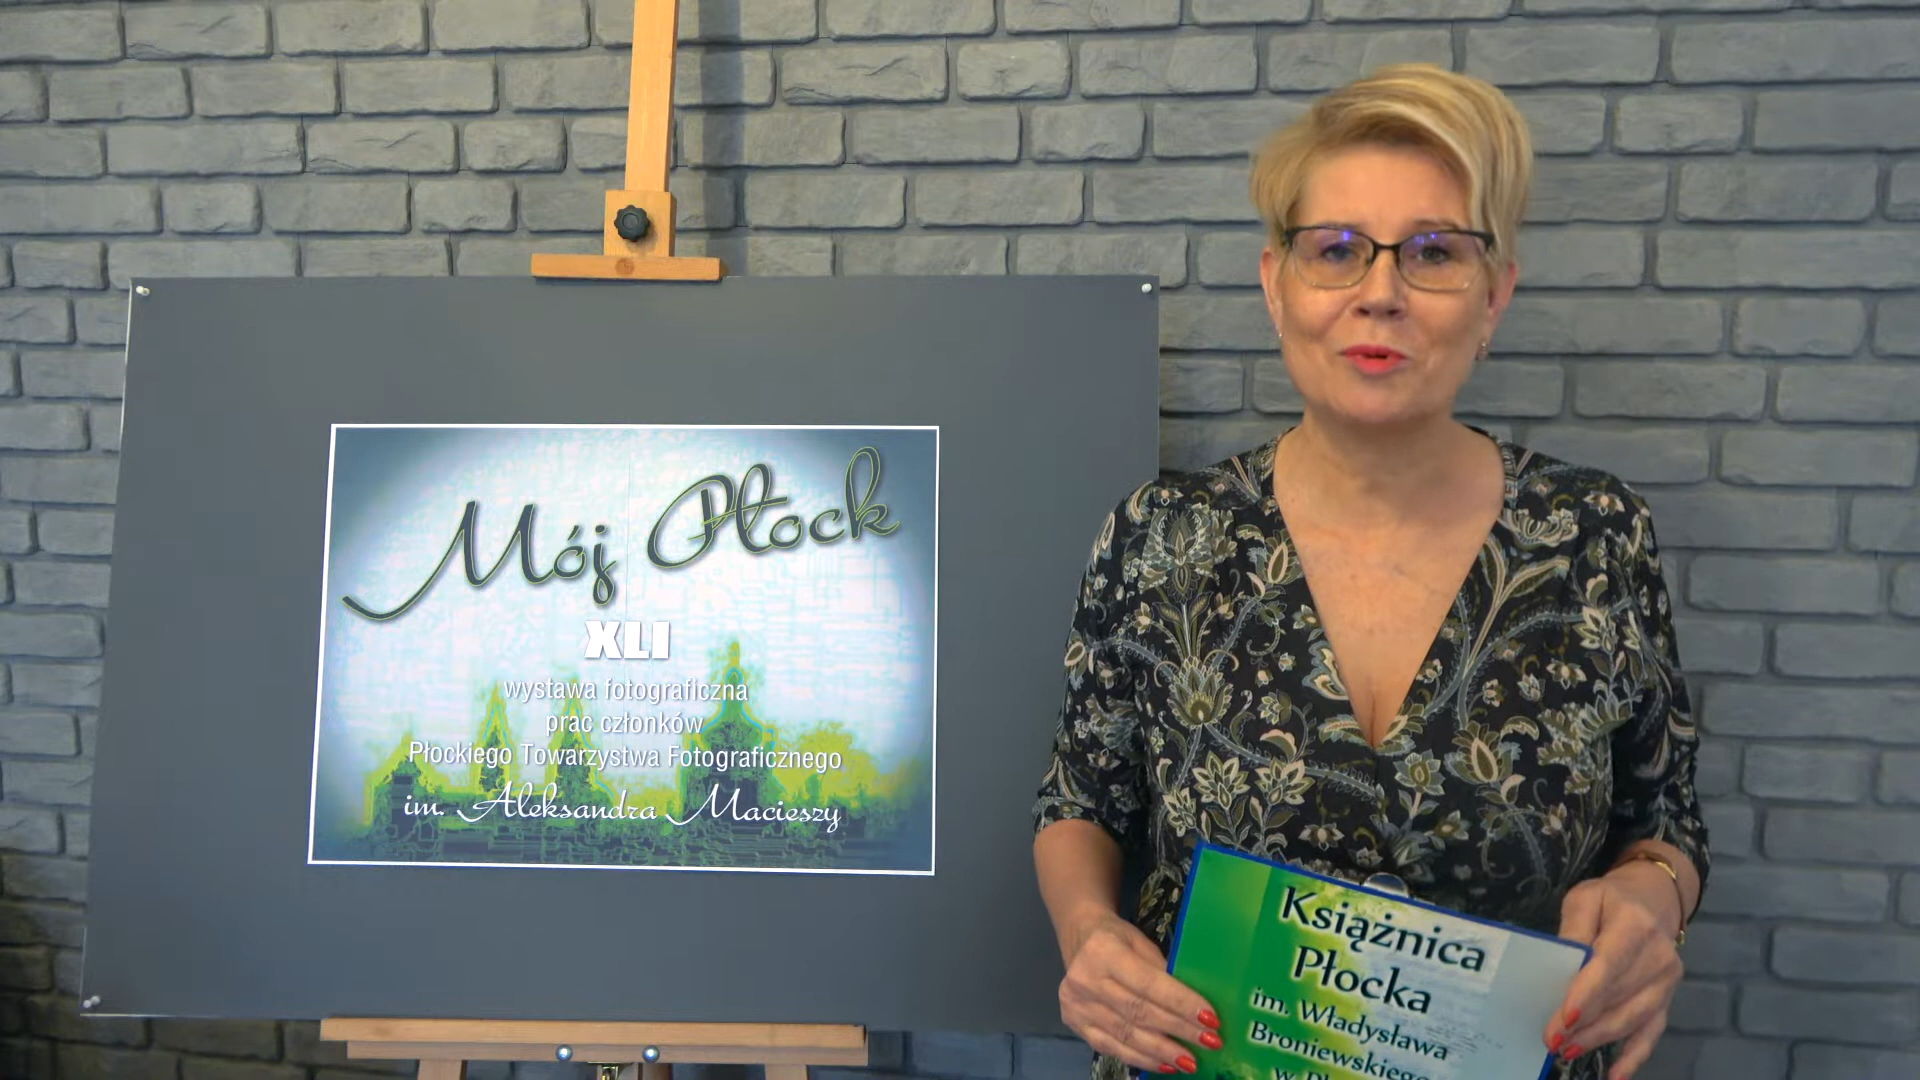 Mój Płock
XLI
wystawa fotograficzna
prac członków
Płockiego Towarzystwa Fotograficznego
im. Aleksandra Macieszy
Książnica
Płocka
im. Władysława
Broniewskiego
w